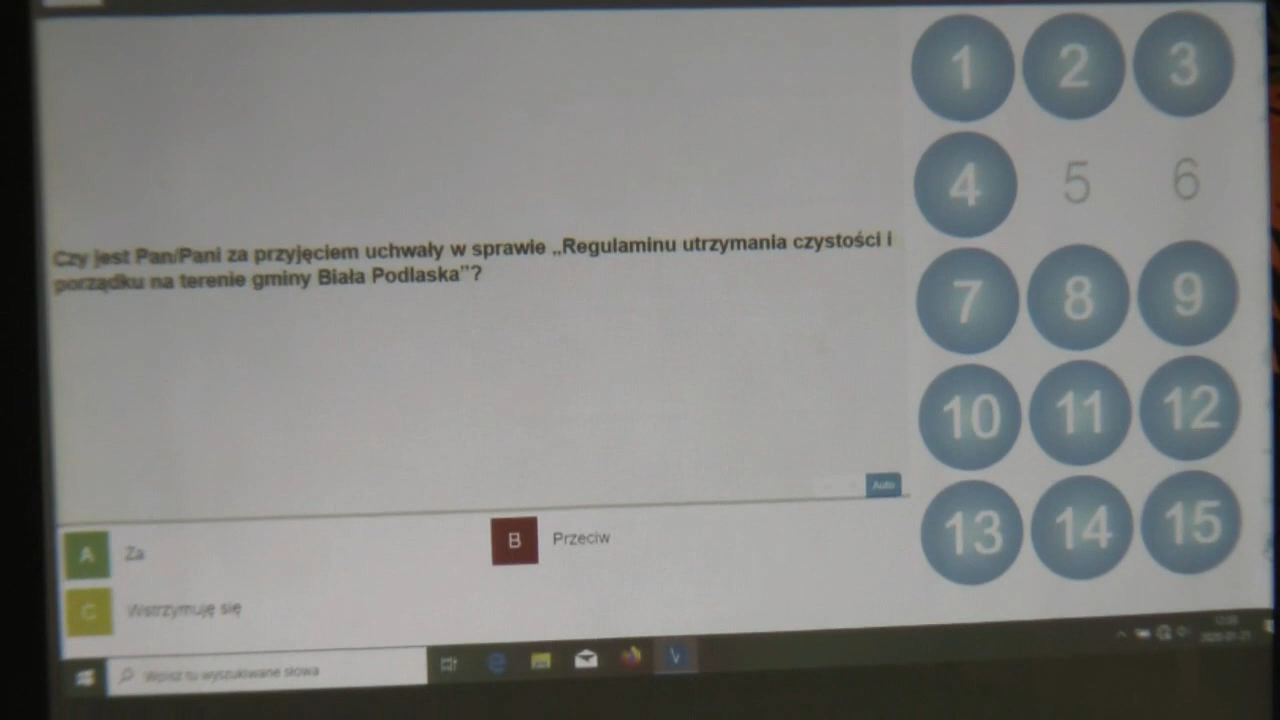 1 2 3
4 5 6
Czy jest Pan/Pani za przyjęciem uchwały w sprawie „Regulaminu utrzymania czystości i
porządku na terenie gminy Biała Podlaska”?
7 8 9
10 11 12
Auto
13 14 15
A Za
B Przeciw
C Wstrzymuję się
Wpisz tu wyszukiwane słowa